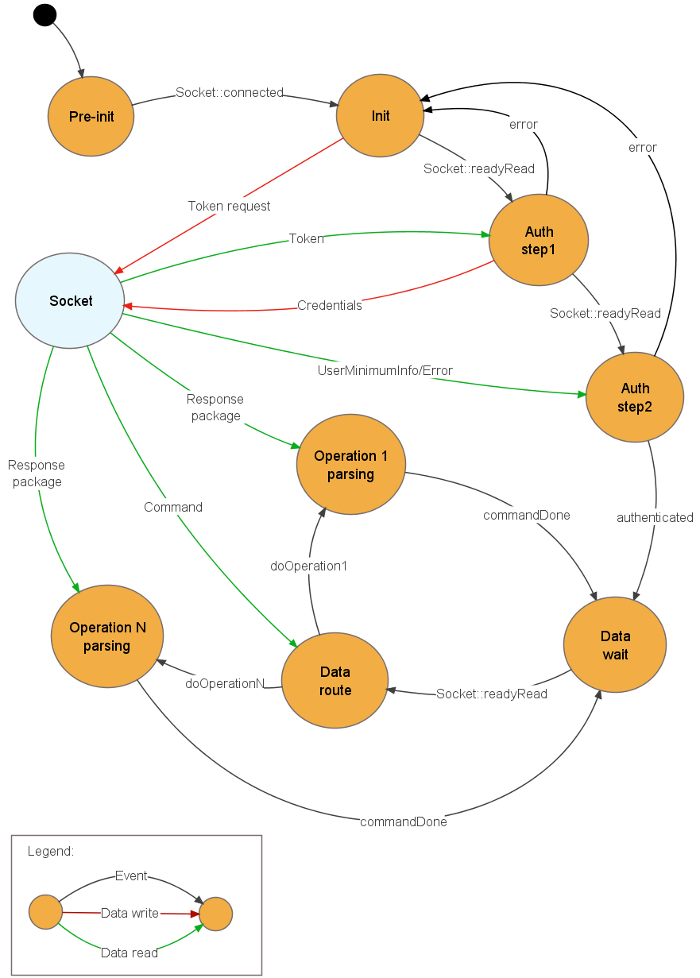 Socket::connected
Pre-init
Init
error
error
Socket::readyRead
Token request
Token
Auth
step1
Socket
Credentials
Socket::readyRead
UserMinimumInfo/Error
Auth
step2
Response
package
Operation 1
parsing
Response
package
Command
commandDone
authenticated
doOperation1
Operation N
parsing
Data
wait
doOperationN
Data
route
Socket::readyRead
commandDone
Legend:
Event
Data write
Data read